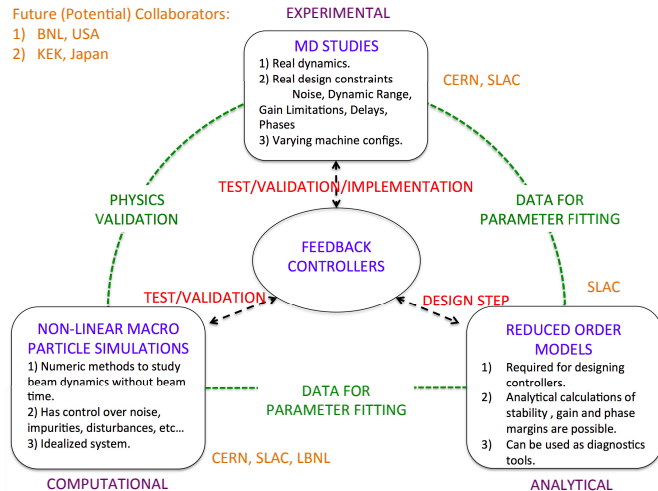 Future (Potential) Collaborators:
1) BNL, USA
2) KEK, Japan
EXPERIMENTAL
MD STUDIES
1) Real dynamics.
2) Real design constraints
Noise, Dynamic Range,
Gain Limitations, Delays,
Phases
3) Varying machine configs.
CERN, SLAC
TEST/VALIDATION/IMPLEMENTATION
PHYSICS
VALIDATION
DATA FOR
PARAMETER FITTING
FEEDBACK
CONTROLLERS
TEST/VALIDATION
DESIGN STEP
SLAC
NON-LINEAR MACRO
PARTICLE SIMULATIONS
1) Numeric methods to study
beam dynamics without beam
time.
2) Has control over noise,
impurities, disturbances, etc...
3) Idealized system.
DATA FOR
PARAMETER FITTING
REDUCED ORDER
MODELS
1) Required for designing
controllers.
2) Analytical calculations of
stability , gain and phase
margins are possible.
3) Can be used as diagnostics
tools.
CERN, SLAC, LBNL
COMPUTATIONAL
ANALYTICAL